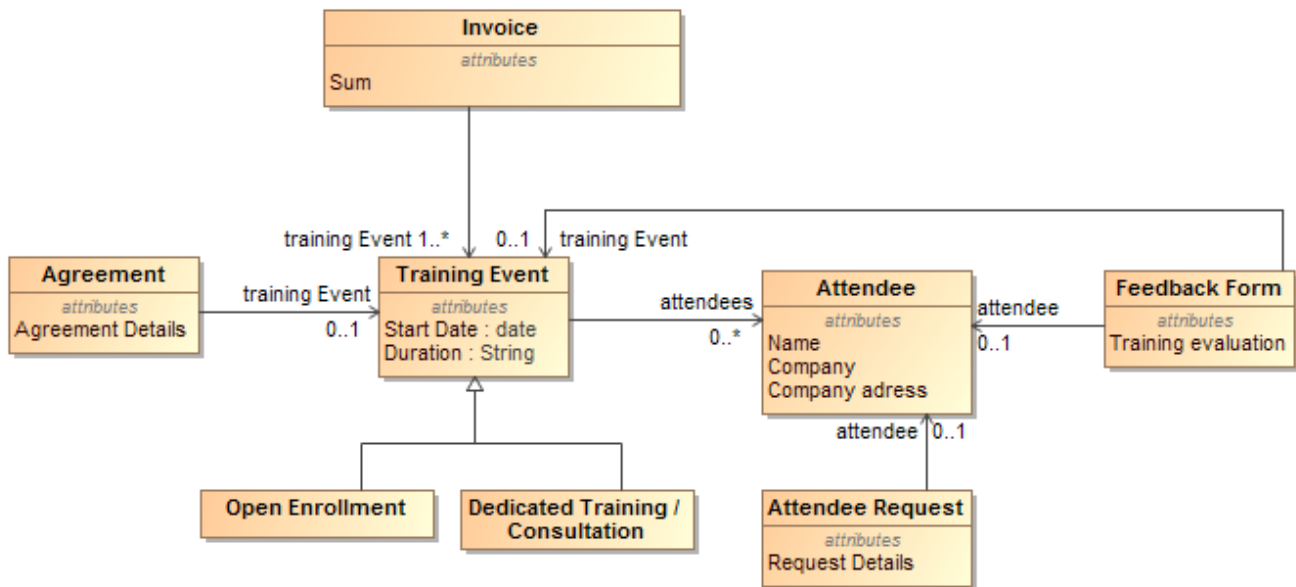 Invoice
attributes
Sum
training Event 1..*
0..1 training Event
Agreement
attributes
Agreement Details
training Event
0..1
Training Event
attributes
Start Date : date
Duration : String
attendees
0..*
Attendee
attributes
Name
Company
Company adress
attendee
0..1
Feedback Form
attributes
Training evaluation
attendee 0..1
Open Enrollment
Dedicated Training /
Consultation
Attendee Request
attributes
Request Details